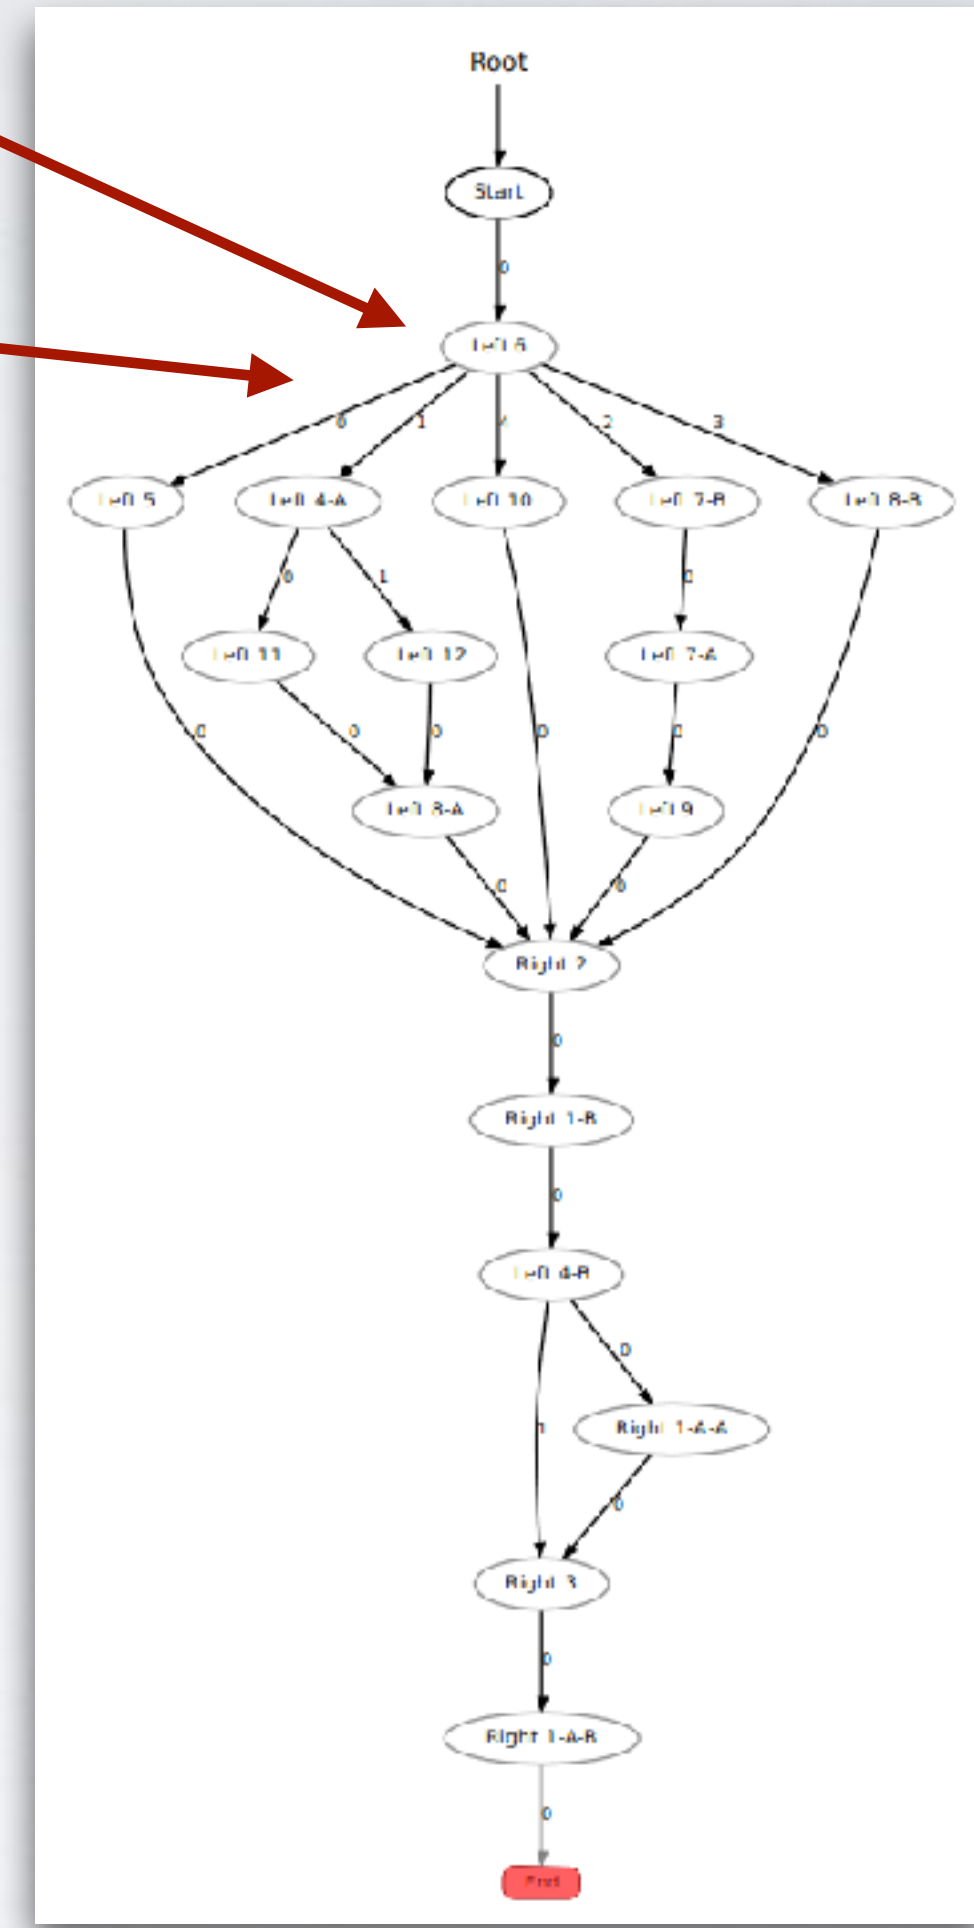 Root
Start
0
Left 6
0 1 4 2 3
Left 5 Left 4-A Left 10 Left 7-B Left 8-B
0 1 0
Left 11 Left 12 Left 7-A
0 0 0 0 0 0
Left 8-A Left 9
0 0
Right 2
0
Right 1-B
0
Left 4-B
0
1 Right 1-A-A
0
Right 3
0
Right 1-A-B
0
End